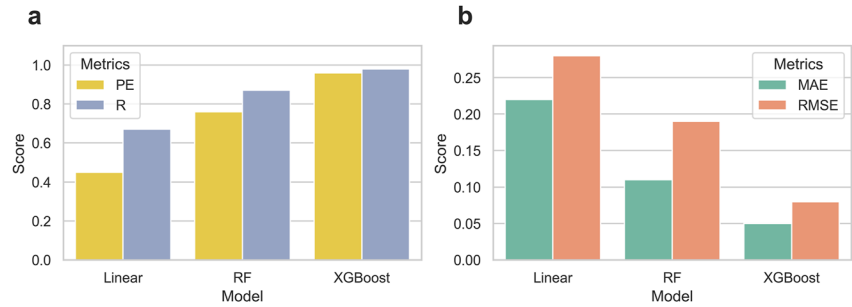 a
Metrics
PE
R
1.0
0.8
0.6
0.4
0.2
0.0
Score
Linear
RF
XGBoost
Model
b
Metrics
MAE
RMSE
0.25
0.20
0.15
0.10
0.05
0.00
Score
Linear
RF
XGBoost
Model